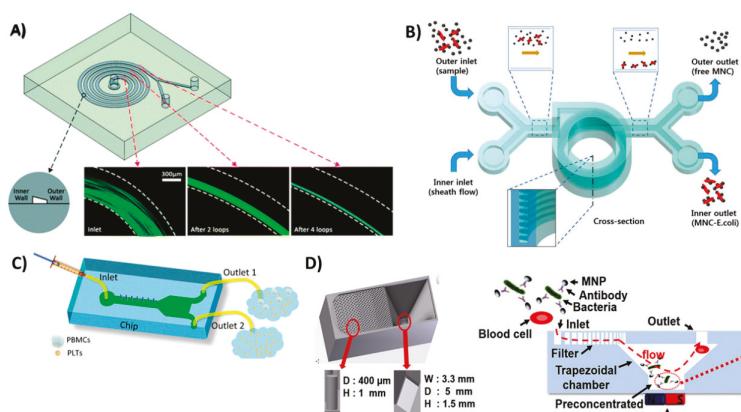 A)
Inner Wall
Outer Wall
300µm
Inlet
After 2 loops
After 4 loops
B)
Outer inlet
(sample)
Outer outlet
(free MNC)
Inner inlet
(sheath flow)
Inner outlet
(MNC-E.coli)
Cross-section
C)
Inlet
Outlet 1
PBMCs
PLTs
Chip
Outlet 2
D)
D : 400 µm
H : 1 mm
W : 3.3 mm
D : 5 mm
H : 1.5 mm
MNP
Antibody
Bacteria
Blood cell
Inlet
Outlet
Filter
flow
Trapezoidal
chamber
Preconcentrated
N S